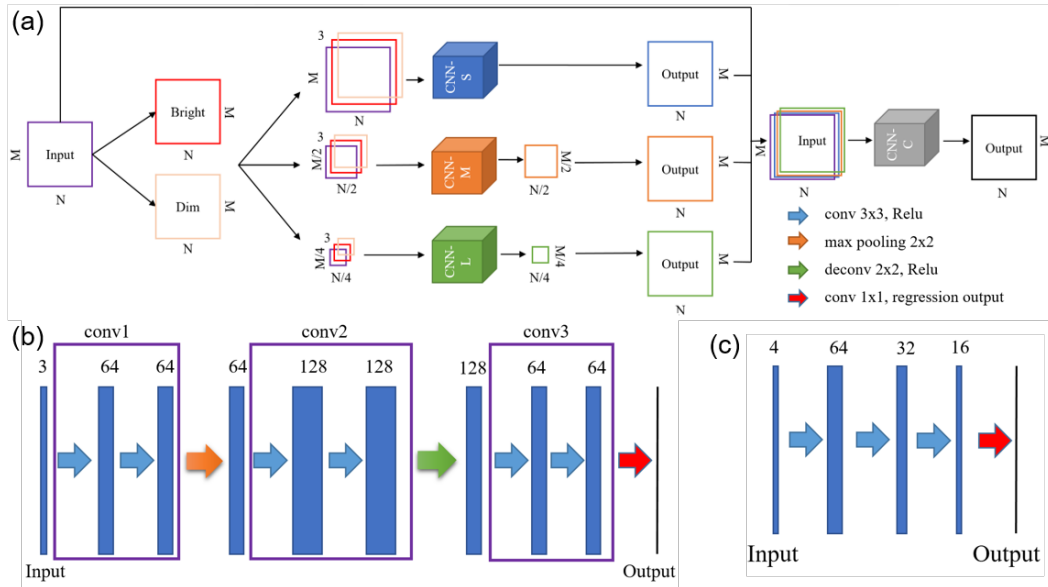 (a)
M
Input
N
Bright
M
N
Dim
M
N
3
M
N
CNN-
S
Output
M
N
3
M/2
N/2
CNN-
M
M/2
N/2
Output
M
N
3
M/4
N/4
CNN-
L
M/4
N/4
Output
M
N
M
Input
N
CNN-
C
Output
M
N
conv 3x3, Relu
max pooling 2x2
deconv 2x2, Relu
conv 1x1, regression output
(b)
conv1 conv2 conv3
3 64 64 64 128 128 128 64 64
Input Output
(c)
4 64 32 16
Input Output